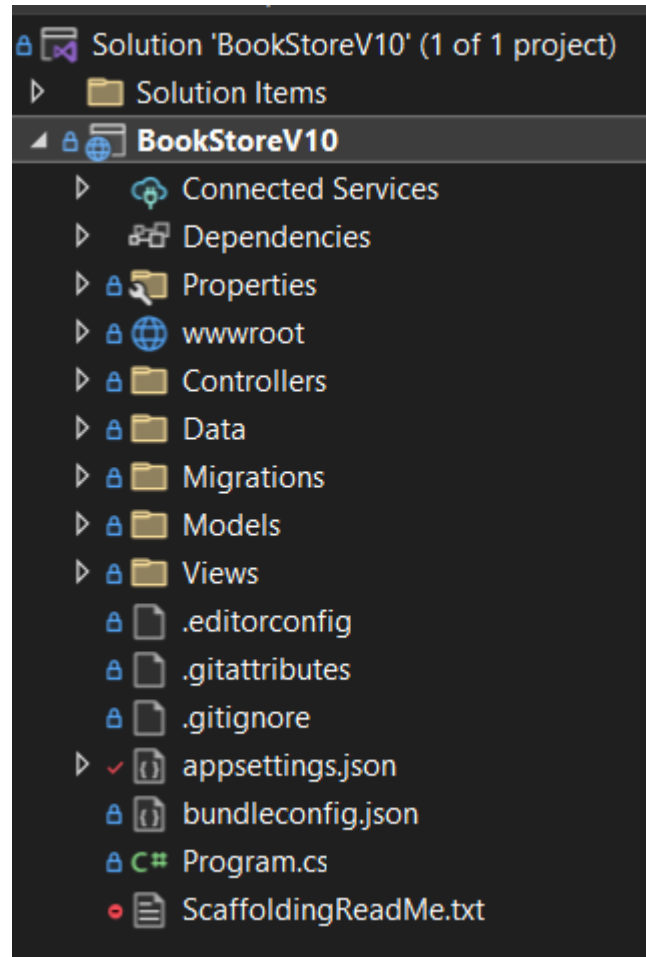 Solution 'BookStoreV10' (1 of 1 project)
Solution Items
BookStoreV10
Connected Services
Dependencies
Properties
wwwroot
Controllers
Data
Migrations
Models
Views
.editorconfig
.gitattributes
.gitignore
appsettings.json
bundleconfig.json
C# Program.cs
ScaffoldingReadMe.txt